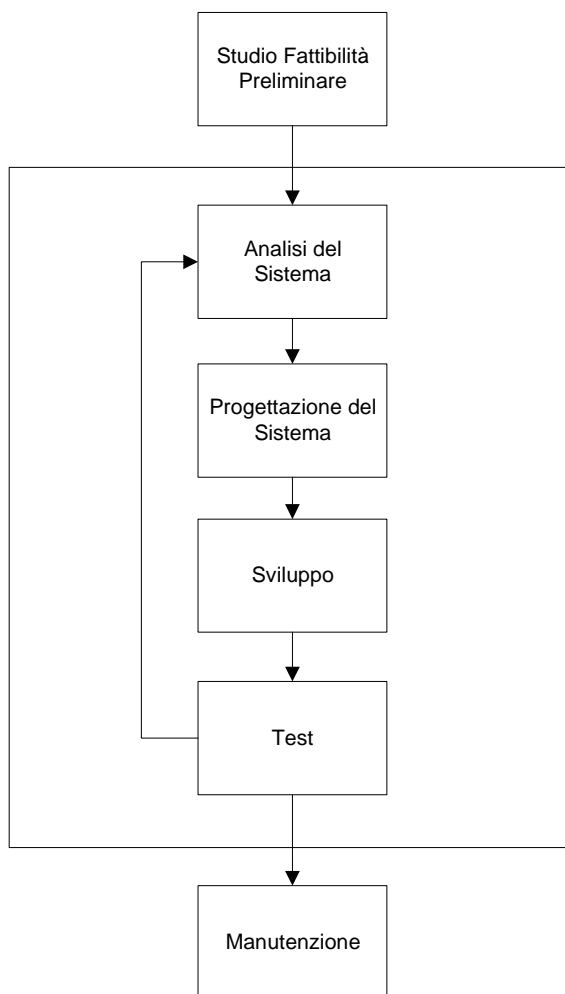 Studio Fattibilità
Preliminare
Analisi del
Sistema
Progettazione del
Sistema
Sviluppo
Test
Manutenzione